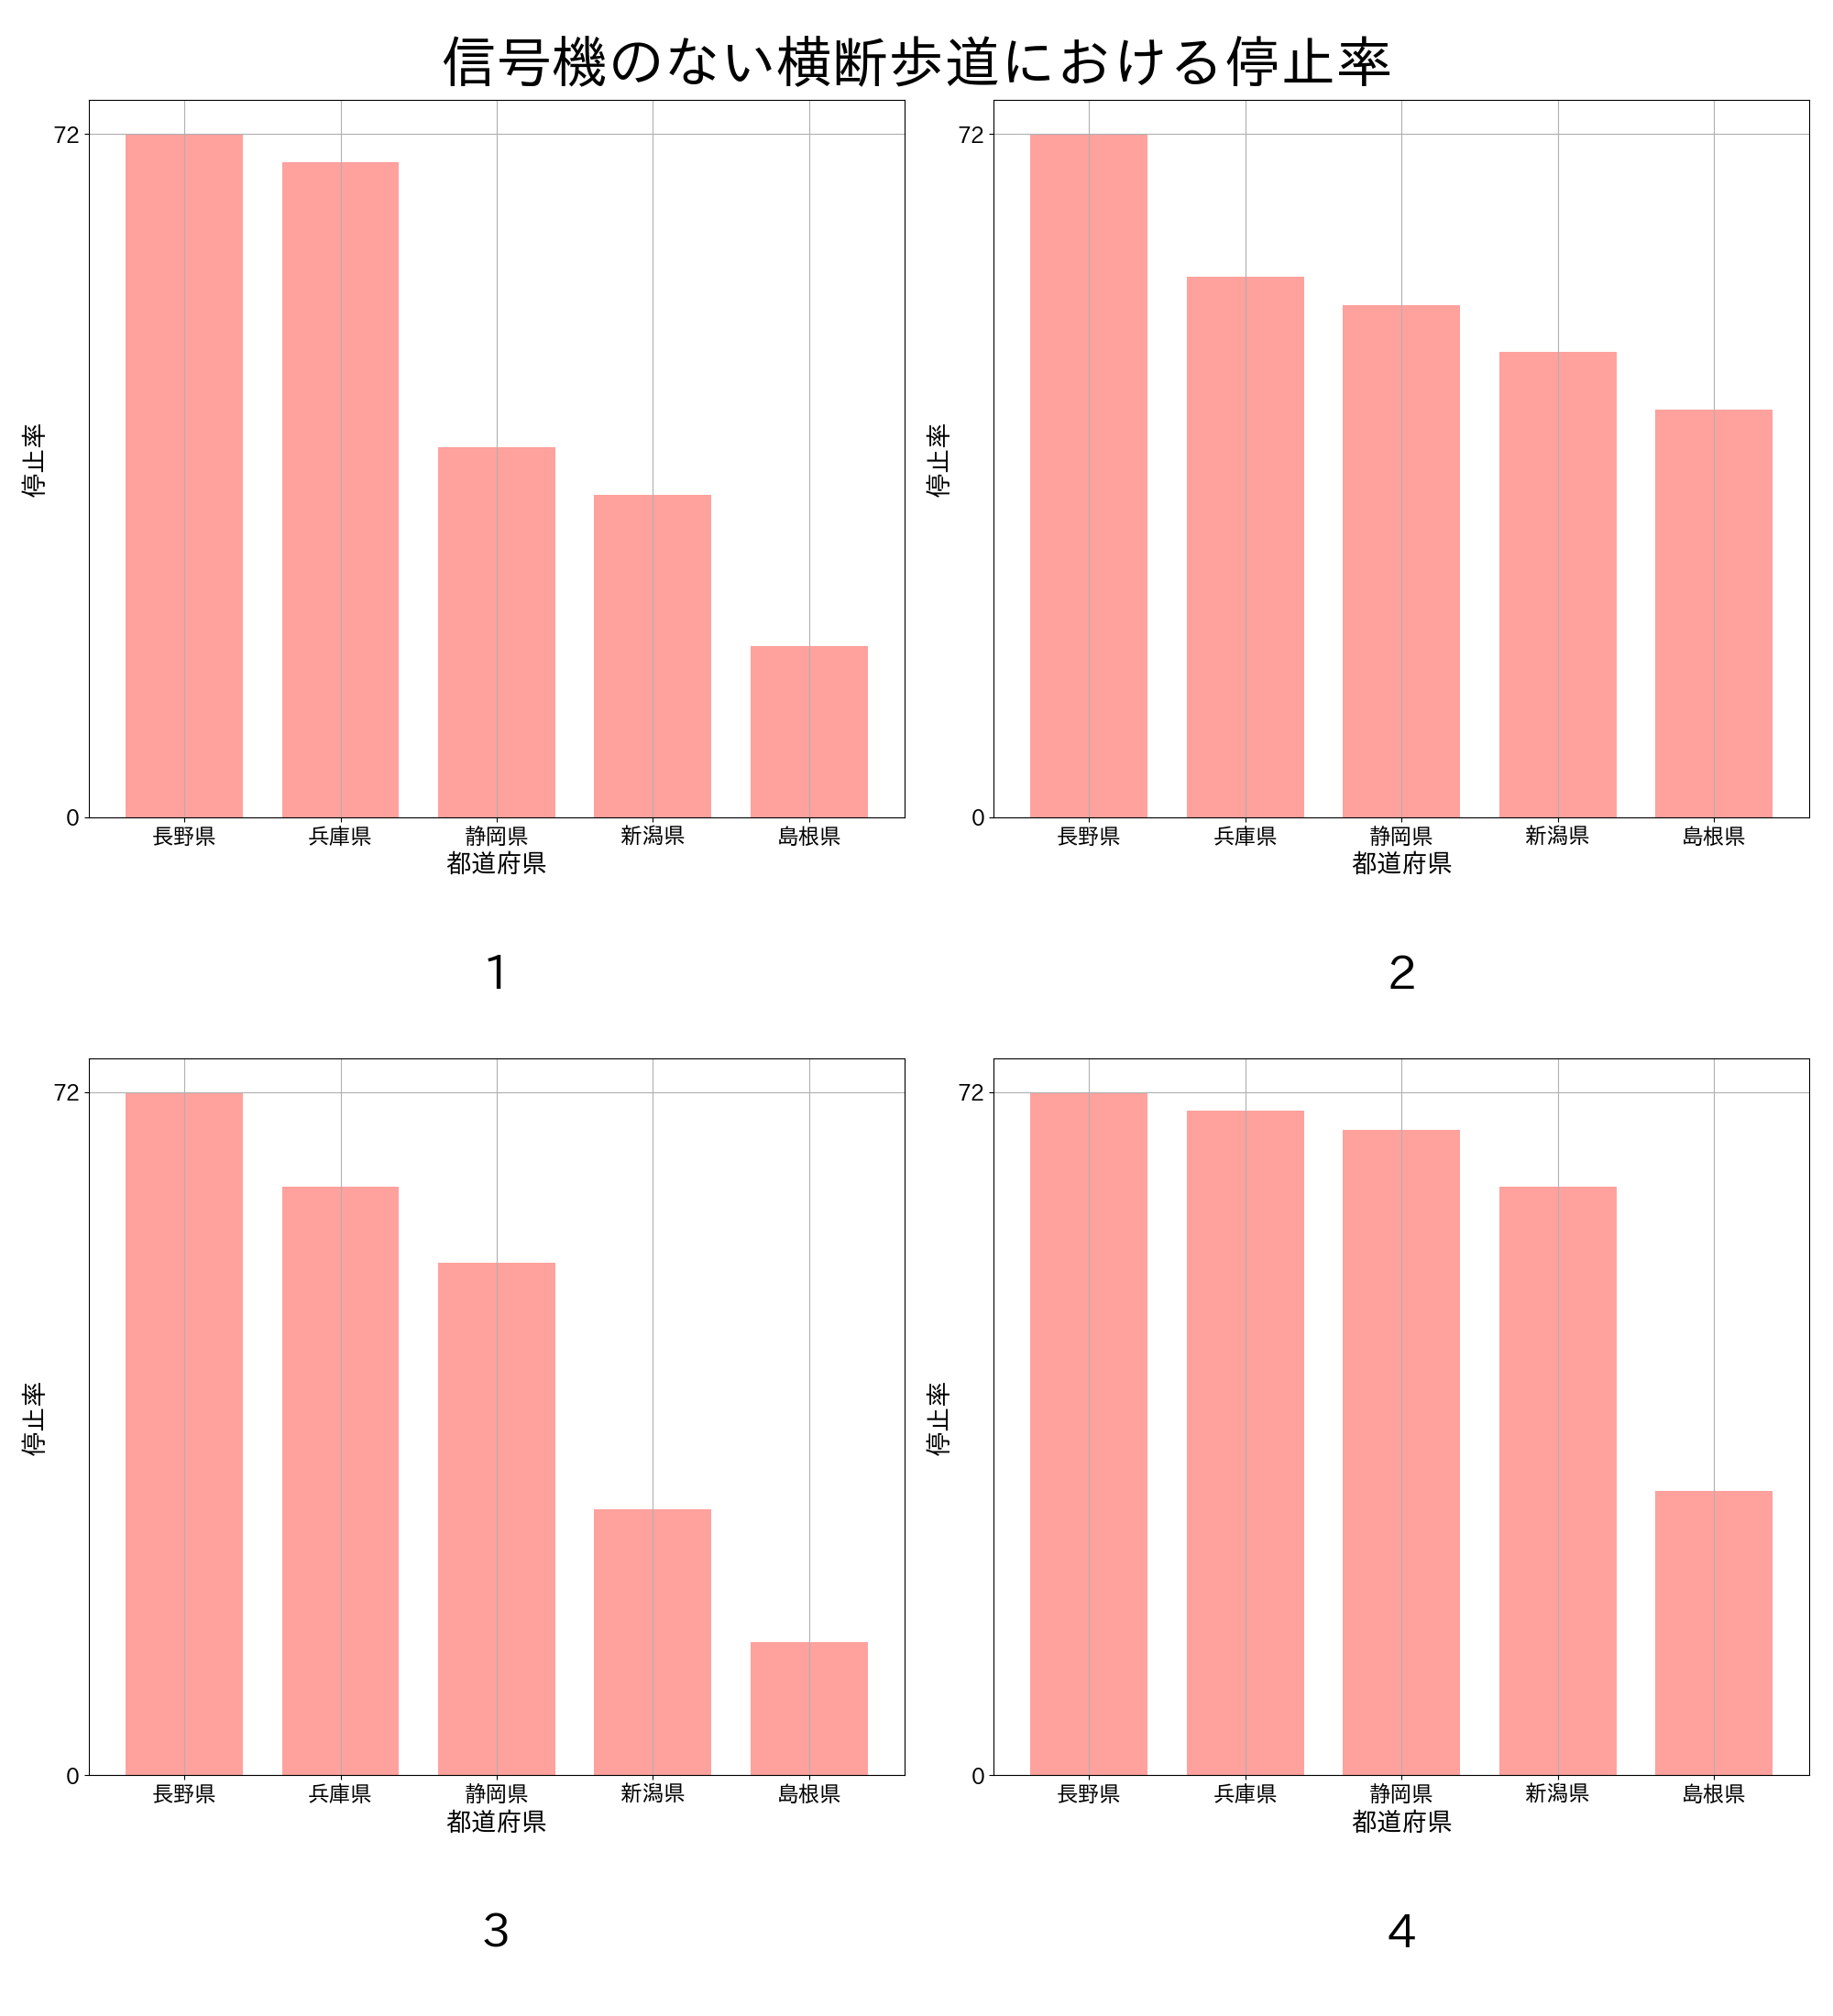 信号機のない横断歩道における停止率
72
停止率
0
長野県 兵庫県 静岡県 新潟県 島根県
都道府県
1
72
停止率
0
長野県 兵庫県 静岡県 新潟県 島根県
都道府県
2
72
停止率
0
長野県 兵庫県 静岡県 新潟県 島根県
都道府県
3
72
停止率
0
長野県 兵庫県 静岡県 新潟県 島根県
都道府県
4